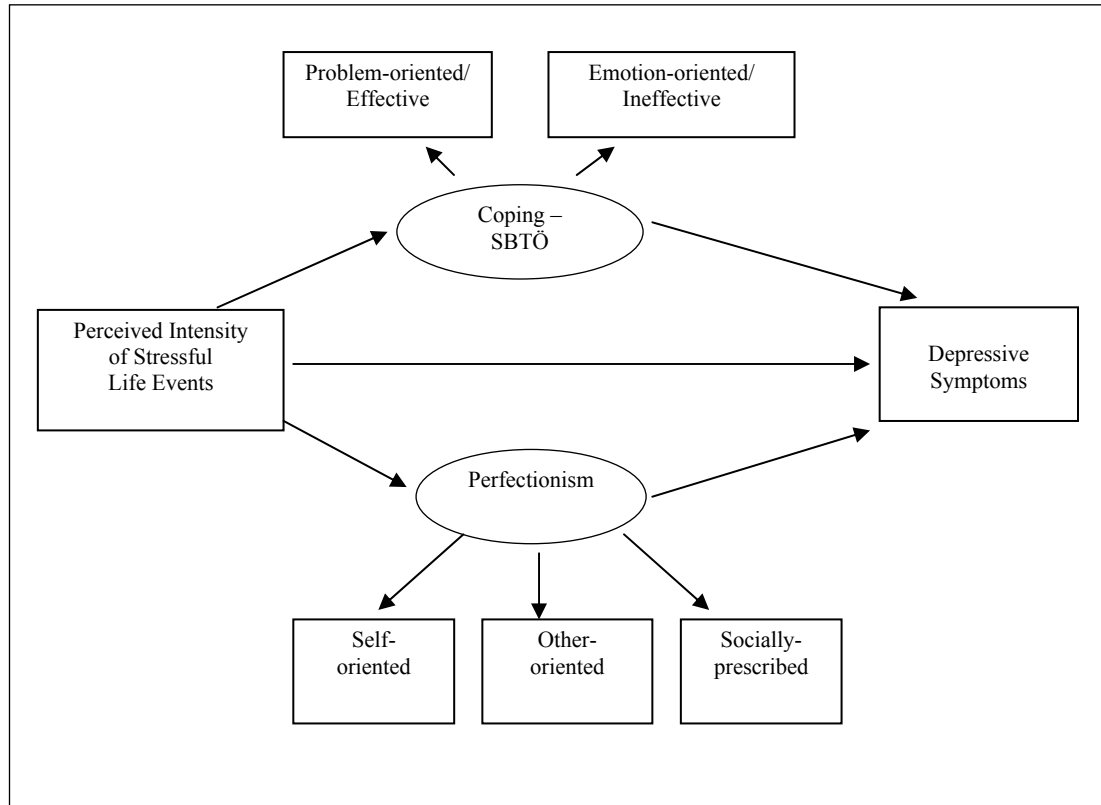 Problem-oriented/
Effective
Emotion-oriented/
Ineffective
Coping –
SBTÖ
Perceived Intensity
of Stressful
Life Events
Depressive
Symptoms
Perfectionism
Self-
oriented
Other-
oriented
Socially-
prescribed